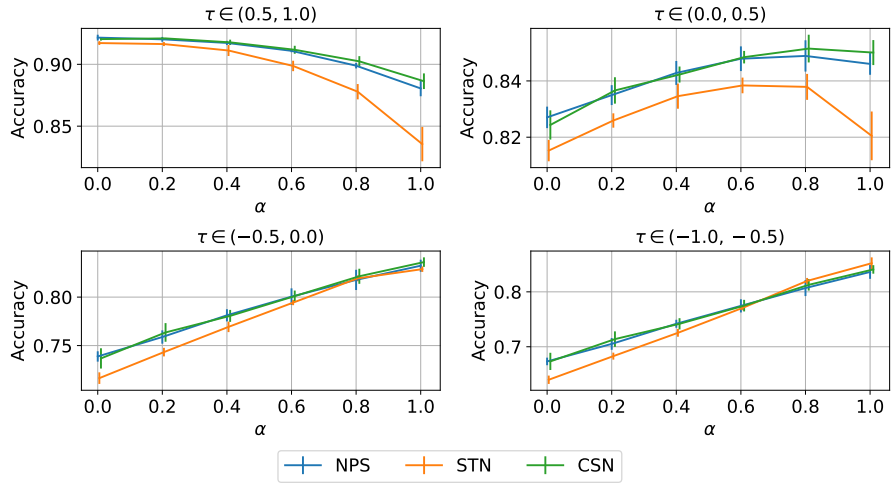 τ ∈ (0.5, 1.0)
Accuracy
0.90
0.85
0.0 0.2 0.4 0.6 0.8 1.0
α
τ ∈ (0.0, 0.5)
Accuracy
0.84
0.82
0.0 0.2 0.4 0.6 0.8 1.0
α
τ ∈ (−0.5, 0.0)
Accuracy
0.80
0.75
0.0 0.2 0.4 0.6 0.8 1.0
α
τ ∈ (−1.0, −0.5)
Accuracy
0.8
0.7
0.0 0.2 0.4 0.6 0.8 1.0
α
NPS STN CSN